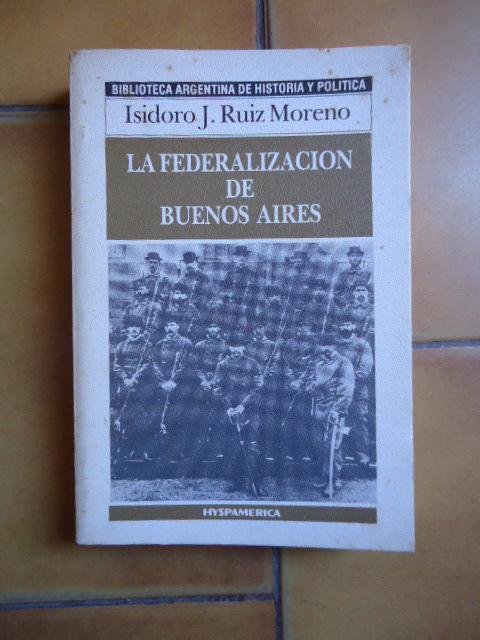 BIBLIOTECA ARGENTINA DE HISTORIA Y POLITICA
Isidoro J. Ruiz Moreno
LA FEDERALIZACION
DE
BUENOS AIRES
HYSPAMERICA